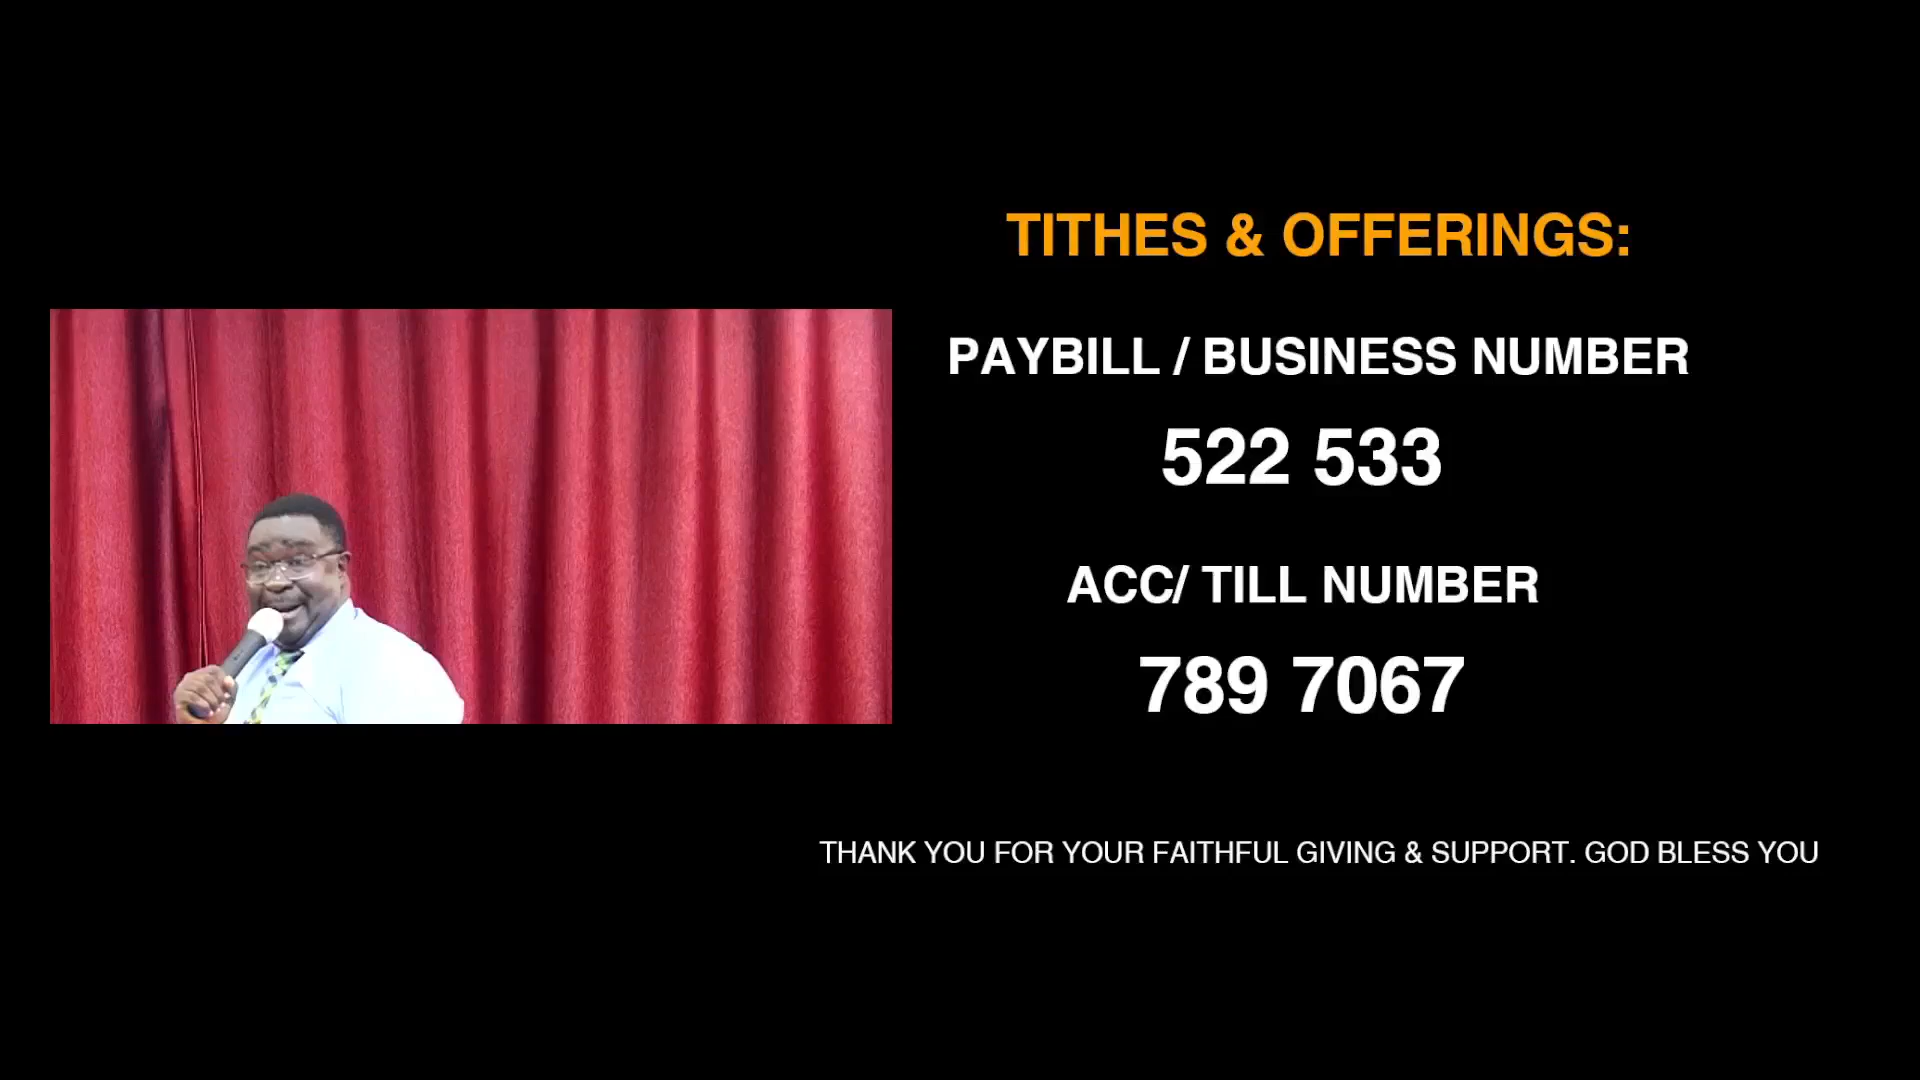 TITHES & OFFERINGS:
PAYBILL / BUSINESS NUMBER
522 533
ACC/ TILL NUMBER
789 7067
THANK YOU FOR YOUR FAITHFUL GIVING & SUPPORT. GOD BLESS YOU